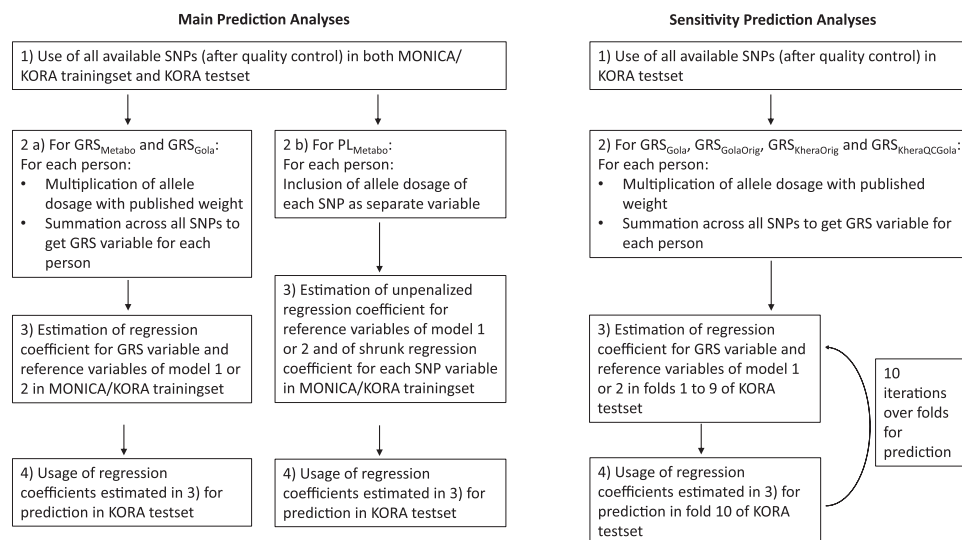 Main Prediction Analyses
1) Use of all available SNPs (after quality control) in both MONICA/
KORA trainingset and KORA testset
2 a) For GRSMetabo and GRSGola:
For each person:
• Multiplication of allele
dosage with published weight
• Summation across all SNPs to
get GRS variable for each
person
3) Estimation of regression
coefficient for GRS variable and
reference variables of model 1 or
2 in MONICA/KORA trainingset
4) Usage of regression
coefficients estimated in 3) for
prediction in KORA testset
2 b) For PLMetabo:
For each person:
Inclusion of allele dosage of
each SNP as separate variable
3) Estimation of unpenalized
regression coefficient for
reference variables of model 1
or 2 and of shrunk regression
coefficient for each SNP variable
in MONICA/KORA trainingset
4) Usage of regression
coefficients estimated in 3) for
prediction in KORA testset
Sensitivity Prediction Analyses
1) Use of all available SNPs (after quality control) in
KORA testset
2) For GRSGola, GRSGolaOrig, GRSKheraOrig and GRSKheraQCGola:
For each person:
• Multiplication of allele dosage with published
weight
• Summation across all SNPs to get GRS variable for
each person
3) Estimation of regression
coefficient for GRS variable and
reference variables of model 1
or 2 in folds 1 to 9 of KORA
testset
4) Usage of regression
coefficients estimated in 3) for
prediction in fold 10 of KORA
testset
10
iterations
over folds
for
prediction